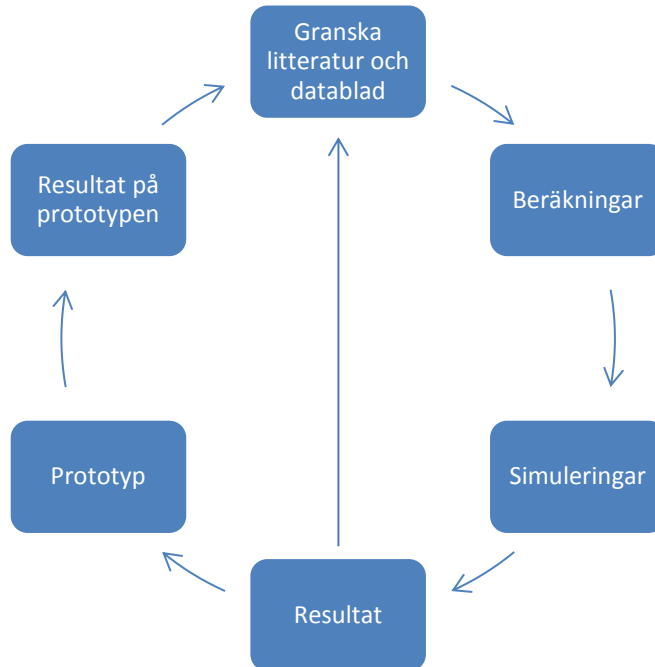 Granska
litteratur och
datablad
Beräkningar
Simuleringar
Resultat
Prototyp
Resultat på
prototypen